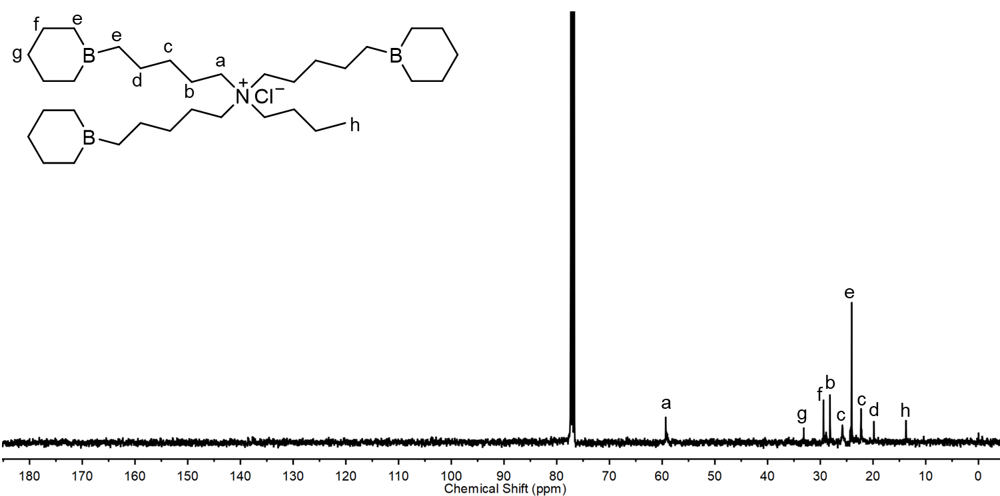 f e
g B e c a B
d b
+
N Cl−
B h
e
f b
a g c c d h
180 170 160 150 140 130 120 110 100 90 80 70 60 50 40 30 20 10 0
Chemical Shift (ppm)